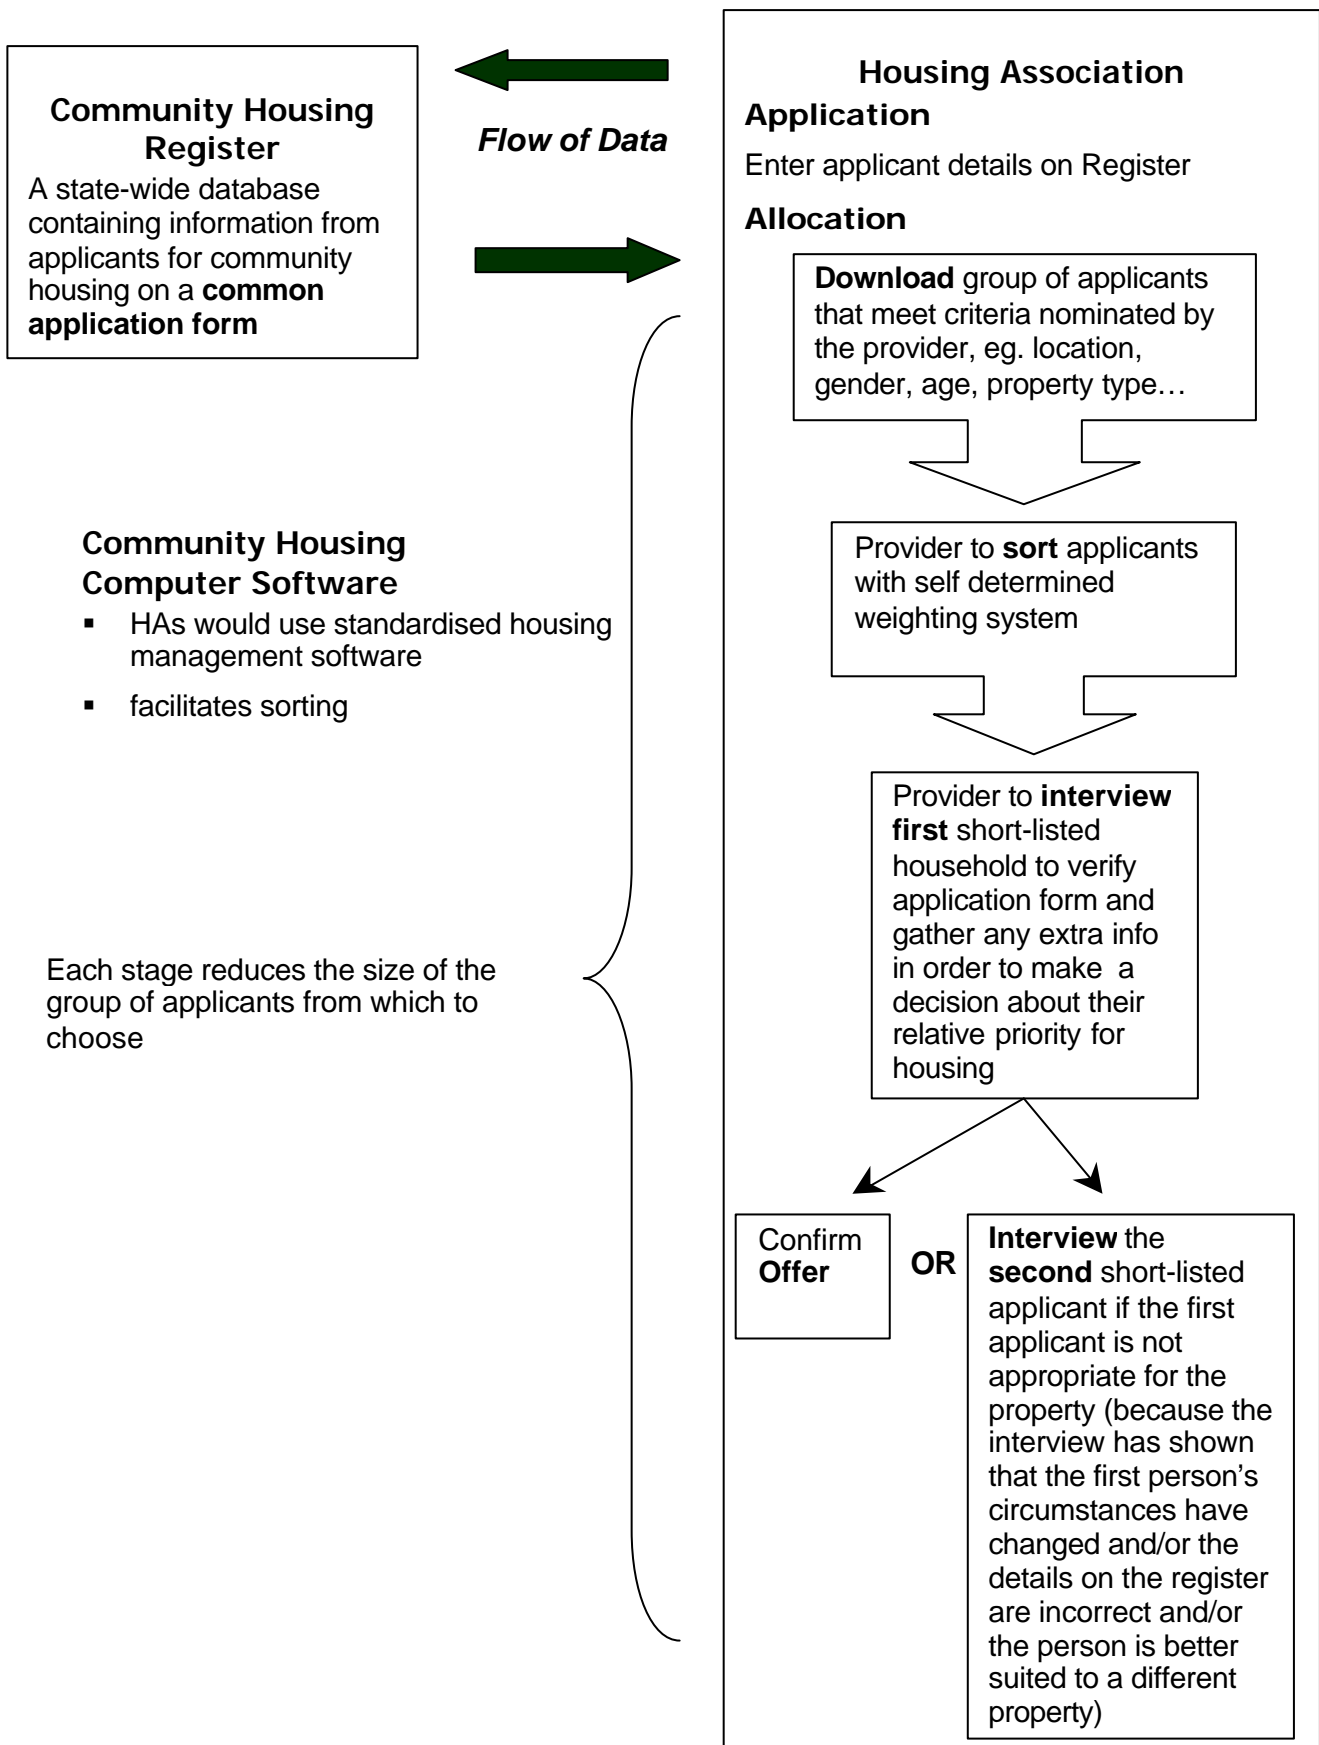 Community Housing
Register
A state-wide database
containing information from
applicants for community
housing on a common
application form
Flow of Data
Housing Association
Application
Enter applicant details on Register
Allocation
Download group of applicants
that meet criteria nominated by
the provider, eg. location,
gender, age, property type…
Community Housing
Computer Software
▪ HAs would use standardised housing
management software
▪ facilitates sorting
Provider to sort applicants
with self determined
weighting system
Provider to interview
first short-listed
household to verify
application form and
gather any extra info
in order to make a
decision about their
relative priority for
housing
Each stage reduces the size of the
group of applicants from which to
choose
Confirm
Offer
OR
Interview the
second short-listed
applicant if the first
applicant is not
appropriate for the
property (because the
interview has shown
that the first person’s
circumstances have
changed and/or the
details on the register
are incorrect and/or
the person is better
suited to a different
property)